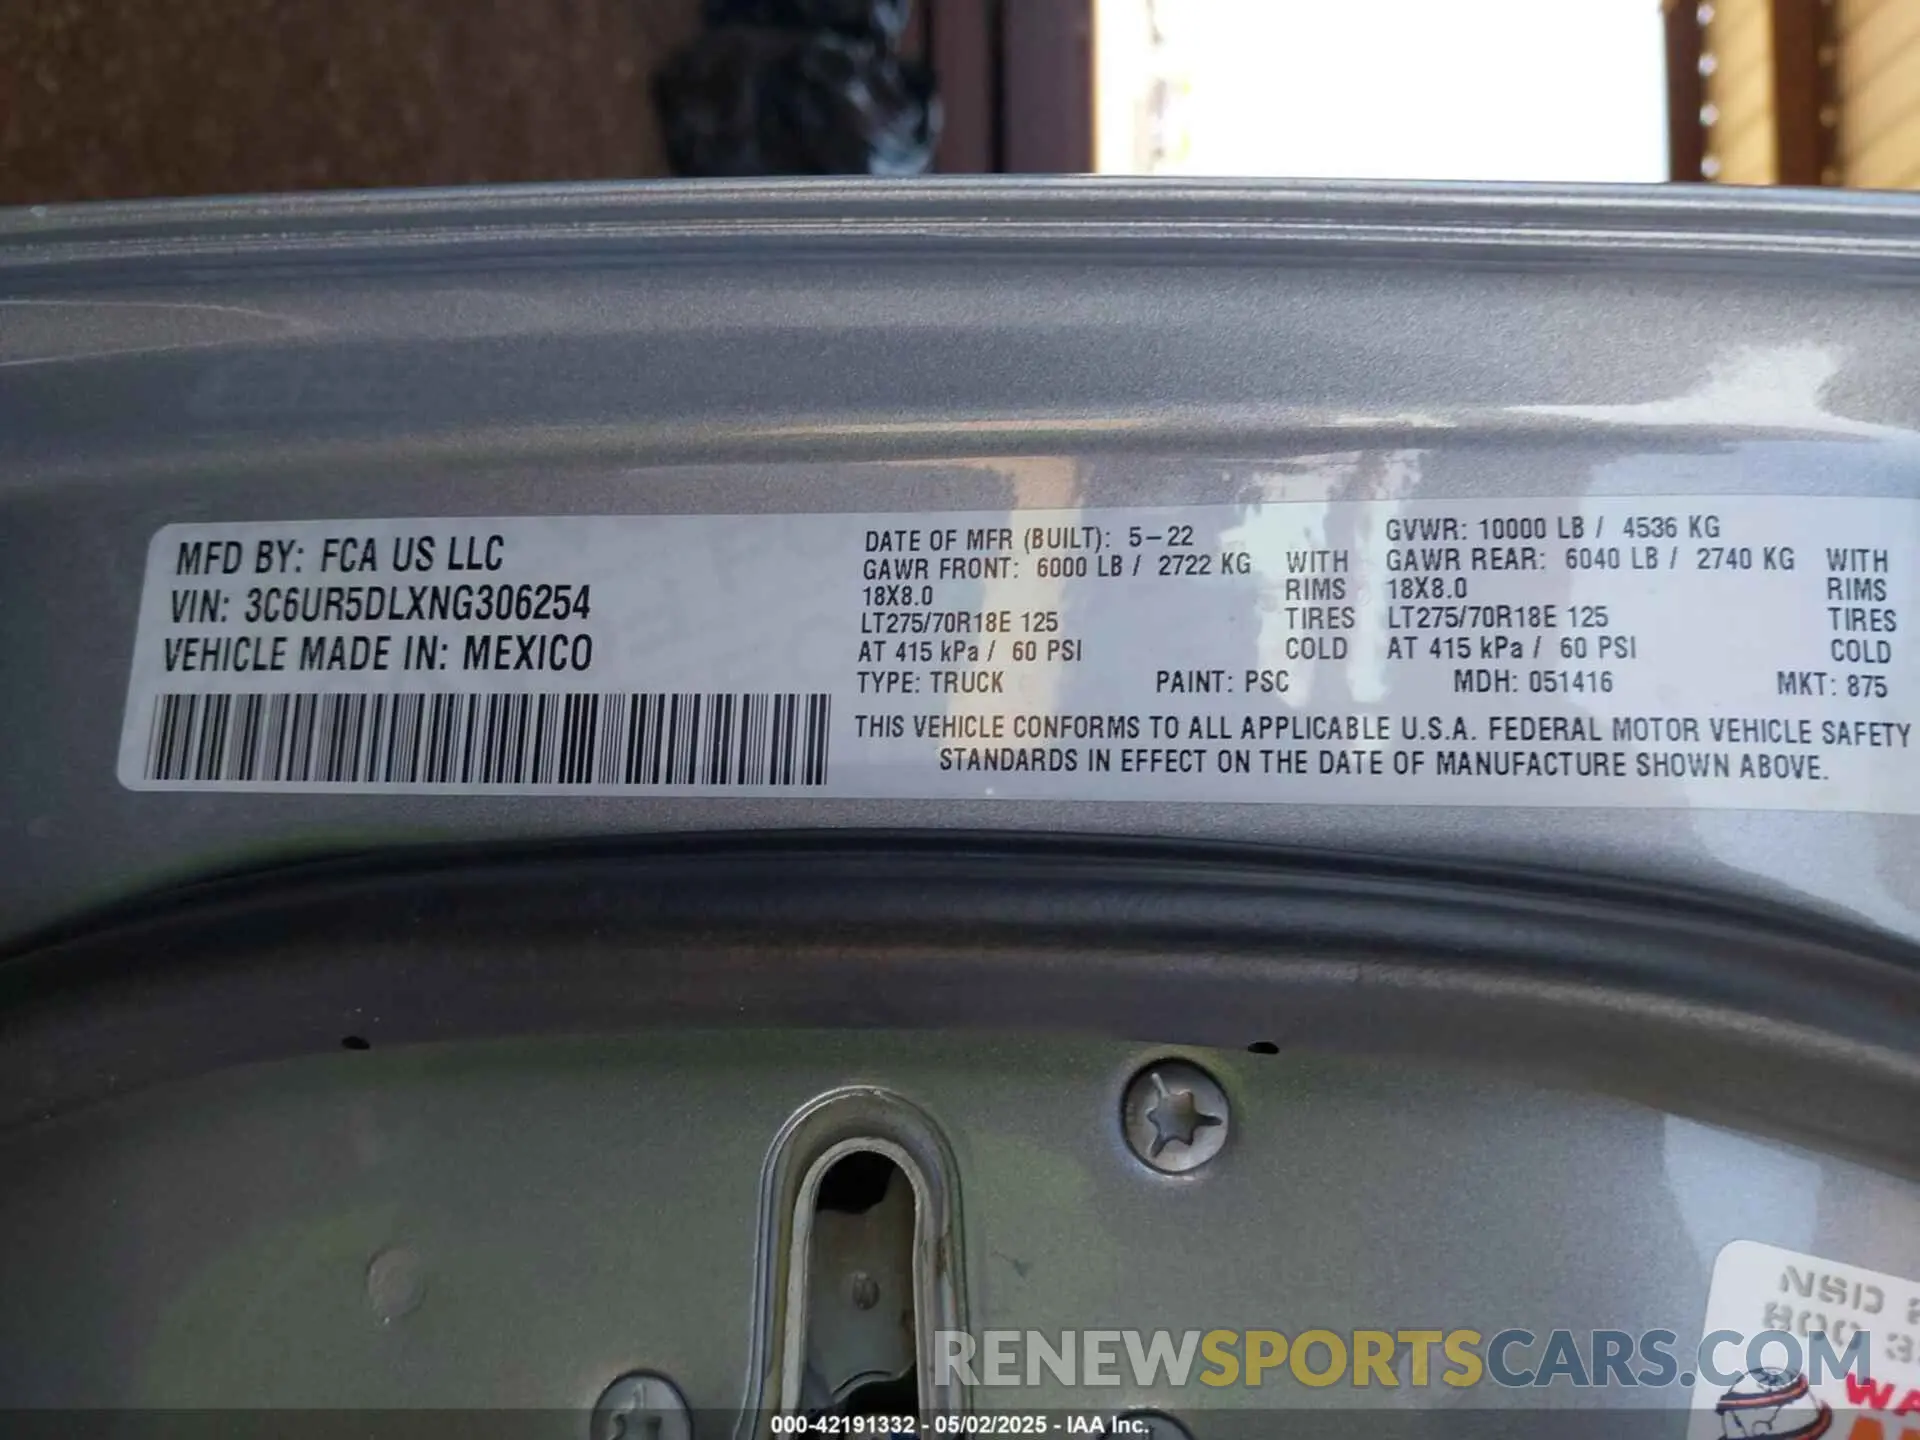 MFD BY: FCA US LLC
VIN: 3C6UR5DLXNG306254
VEHICLE MADE IN: MEXICO
DATE OF MFR (BUILT): 5-22
GVWR: 10000 LB / 4536 KG
GAWR FRONT: 6000 LB / 2722 KG WITH
GAWR REAR: 6040 LB / 2740 KG WITH
18X8.0 RIMS
18X8.0 RIMS
LT275/70R18E 125 TIRES
LT275/70R18E 125 TIRES
AT 415 kPa / 60 PSI COLD
AT 415 kPa / 60 PSI COLD
TYPE: TRUCK PAINT: PSC MDH: 051416 MKT: 875
THIS VEHICLE CONFORMS TO ALL APPLICABLE U.S.A. FEDERAL MOTOR VEHICLE SAFETY
STANDARDS IN EFFECT ON THE DATE OF MANUFACTURE SHOWN ABOVE.
NSD
800
RENEWSPORTSCARS.COM
000-42191332 - 05/02/2025 - IAA Inc.